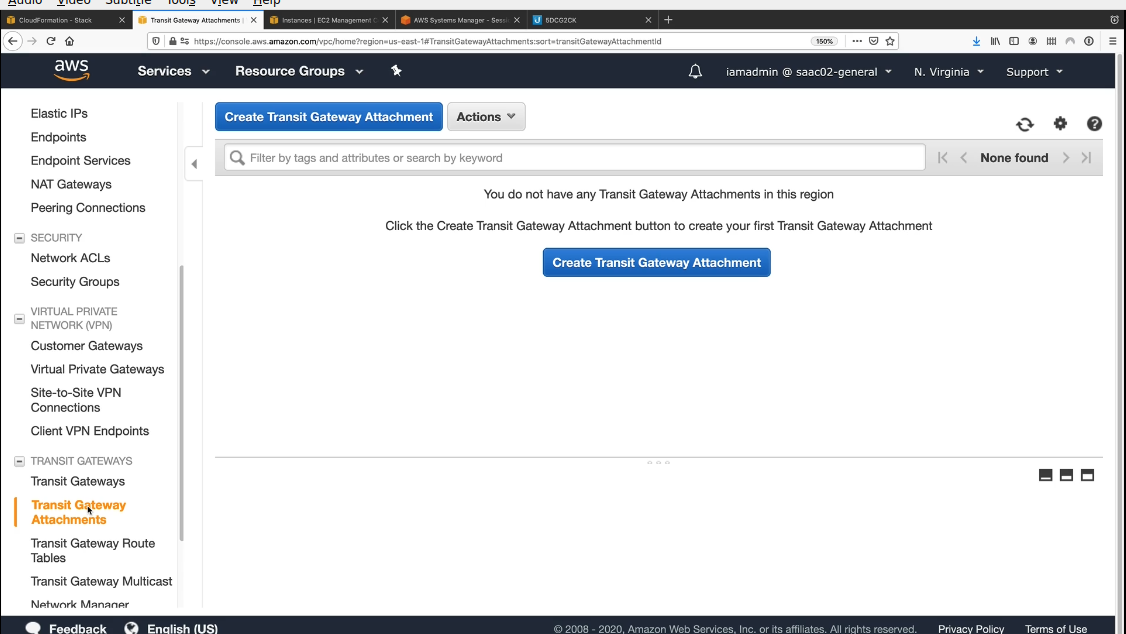 Audio Video Subtitle Tools View Help
CloudFormation - Stack
Transit Gateway Attachments |
Instances | EC2 Management C
AWS Systems Manager - Sessi
5DCG2CK
https://console.aws.amazon.com/vpc/home?region=us-east-1#TransitGatewayAttachments:sort=transitGatewayAttachmentId
150%
aws
Services
Resource Groups
iamadmin @ saac02-general
N. Virginia
Support
Elastic IPs
Endpoints
Endpoint Services
NAT Gateways
Peering Connections
SECURITY
Network ACLs
Security Groups
VIRTUAL PRIVATE
NETWORK (VPN)
Customer Gateways
Virtual Private Gateways
Site-to-Site VPN
Connections
Client VPN Endpoints
TRANSIT GATEWAYS
Transit Gateways
Transit Gateway
Attachments
Transit Gateway Route
Tables
Transit Gateway Multicast
Network Manager
Create Transit Gateway Attachment
Actions
Filter by tags and attributes or search by keyword
None found
You do not have any Transit Gateway Attachments in this region
Click the Create Transit Gateway Attachment button to create your first Transit Gateway Attachment
Create Transit Gateway Attachment
Feedback
English (US)
© 2008 - 2020, Amazon Web Services, Inc. or its affiliates. All rights reserved.
Privacy Policy
Terms of Use